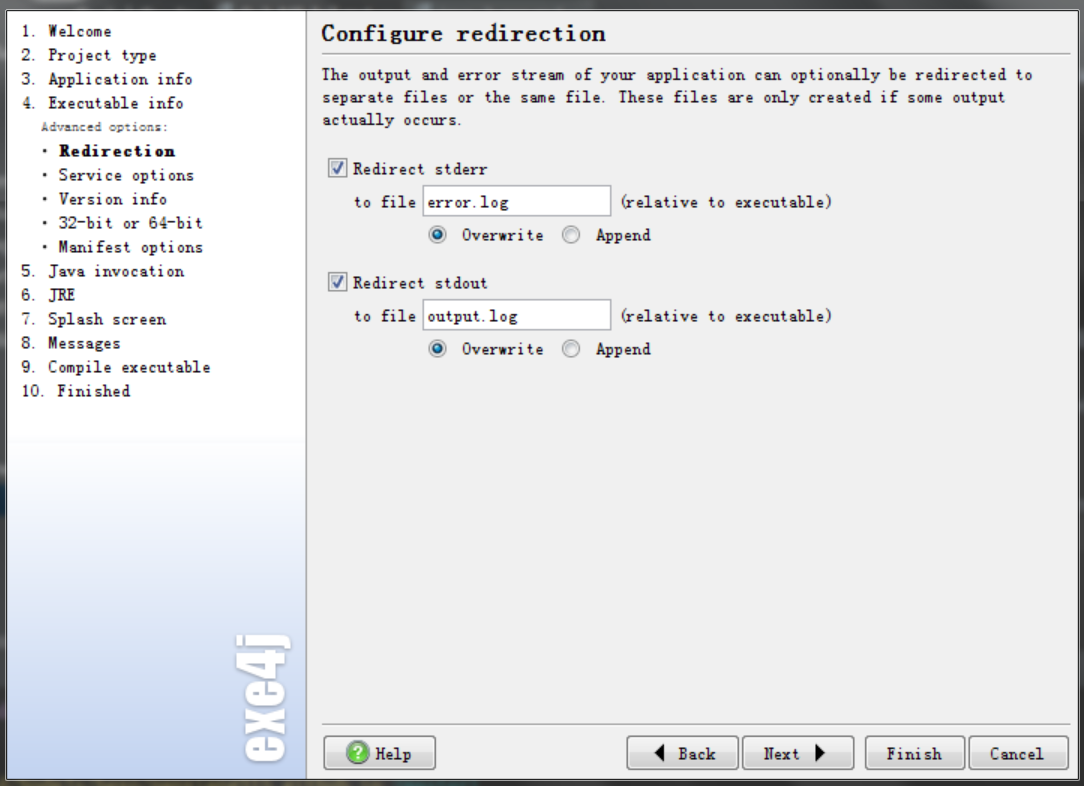 1. Welcome
2. Project type
3. Application info
4. Executable info
Advanced options:
· Redirection
· Service options
· Version info
· 32-bit or 64-bit
· Manifest options
5. Java invocation
6. JRE
7. Splash screen
8. Messages
9. Compile executable
10. Finished
exe4j
Configure redirection
The output and error stream of your application can optionally be redirected to
separate files or the same file. These files are only created if some output
actually occurs.
Redirect stderr
to file error.log (relative to executable)
Overwrite Append
Redirect stdout
to file output.log (relative to executable)
Overwrite Append
? Help Back Next Finish Cancel